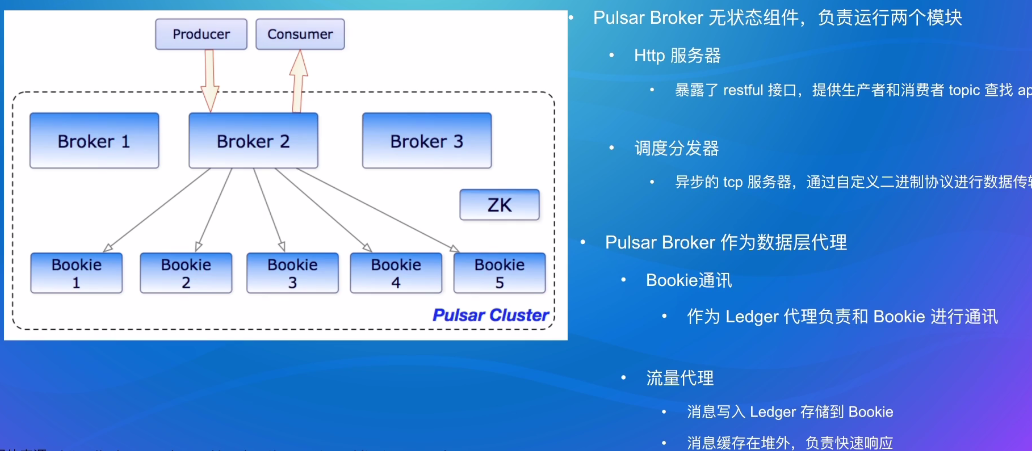 Producer
Consumer
Broker 1
Broker 2
Broker 3
ZK
Bookie
1
Bookie
2
Bookie
3
Bookie
4
Bookie
5
Pulsar Cluster
• Pulsar Broker 无状态组件，负责运行两个模块
• Http 服务器
• 暴露了 restful 接口，提供生产者和消费者 topic 查找
• 调度分发器
• 异步的 tcp 服务器，通过自定义二进制协议进行数据传
• Pulsar Broker 作为数据层代理
• Bookie通讯
• 作为 Ledger 代理负责和 Bookie 进行通讯
• 流量代理
• 消息写入 Ledger 存储到 Bookie
• 消息缓存在堆外，负责快速响应